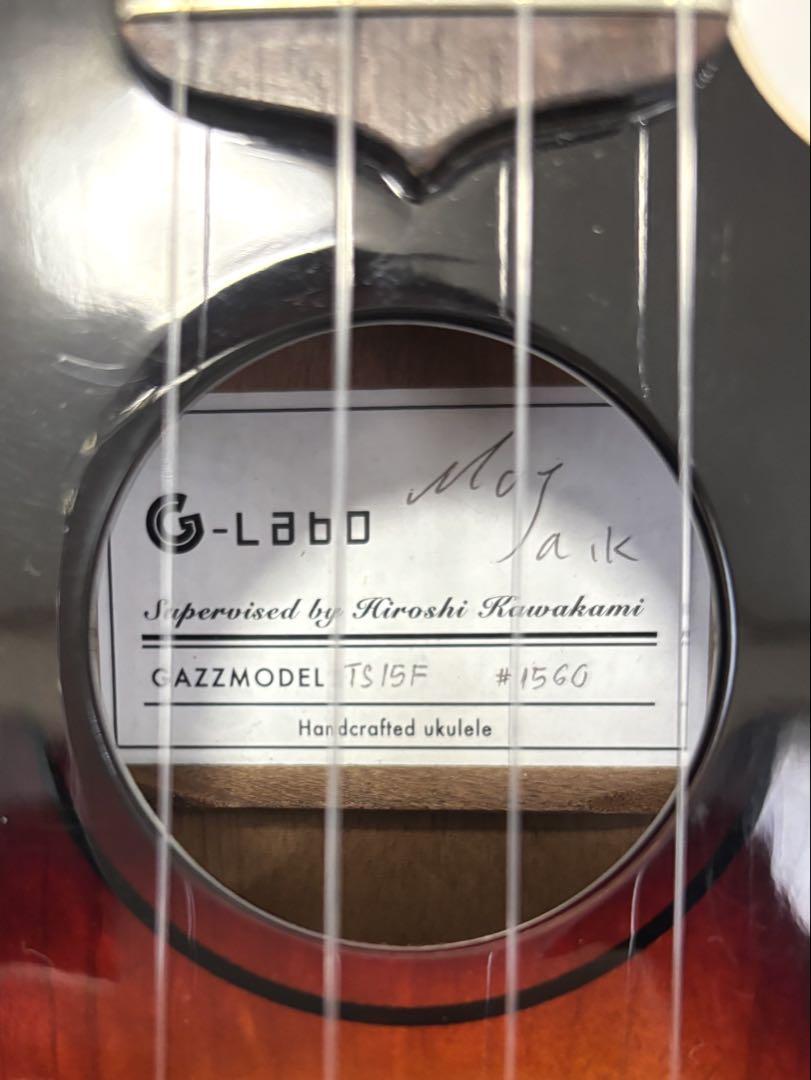 G-Labo
Supervised by Hiroshi Kawakami
GAZZMODEL TS15F #1560
Handcrafted ukulele